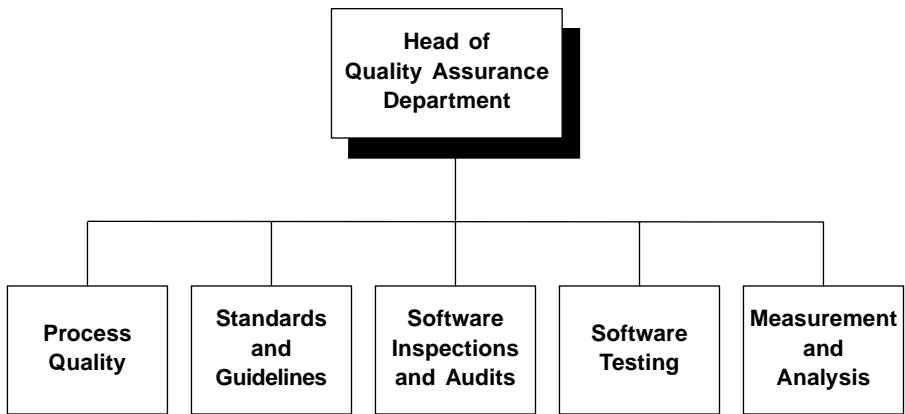 Head of
Quality Assurance
Department
Process
Quality
Standards
and
Guidelines
Software
Inspections
and Audits
Software
Testing
Measurement
and
Analysis